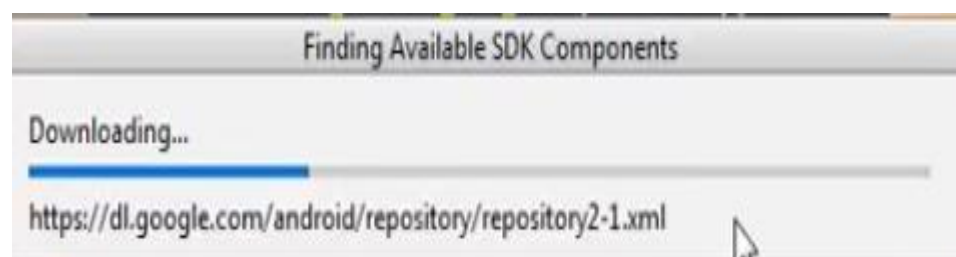 Finding Available SDK Components
Downloading...
https://dl.google.com/android/repository/repository2-1.xml